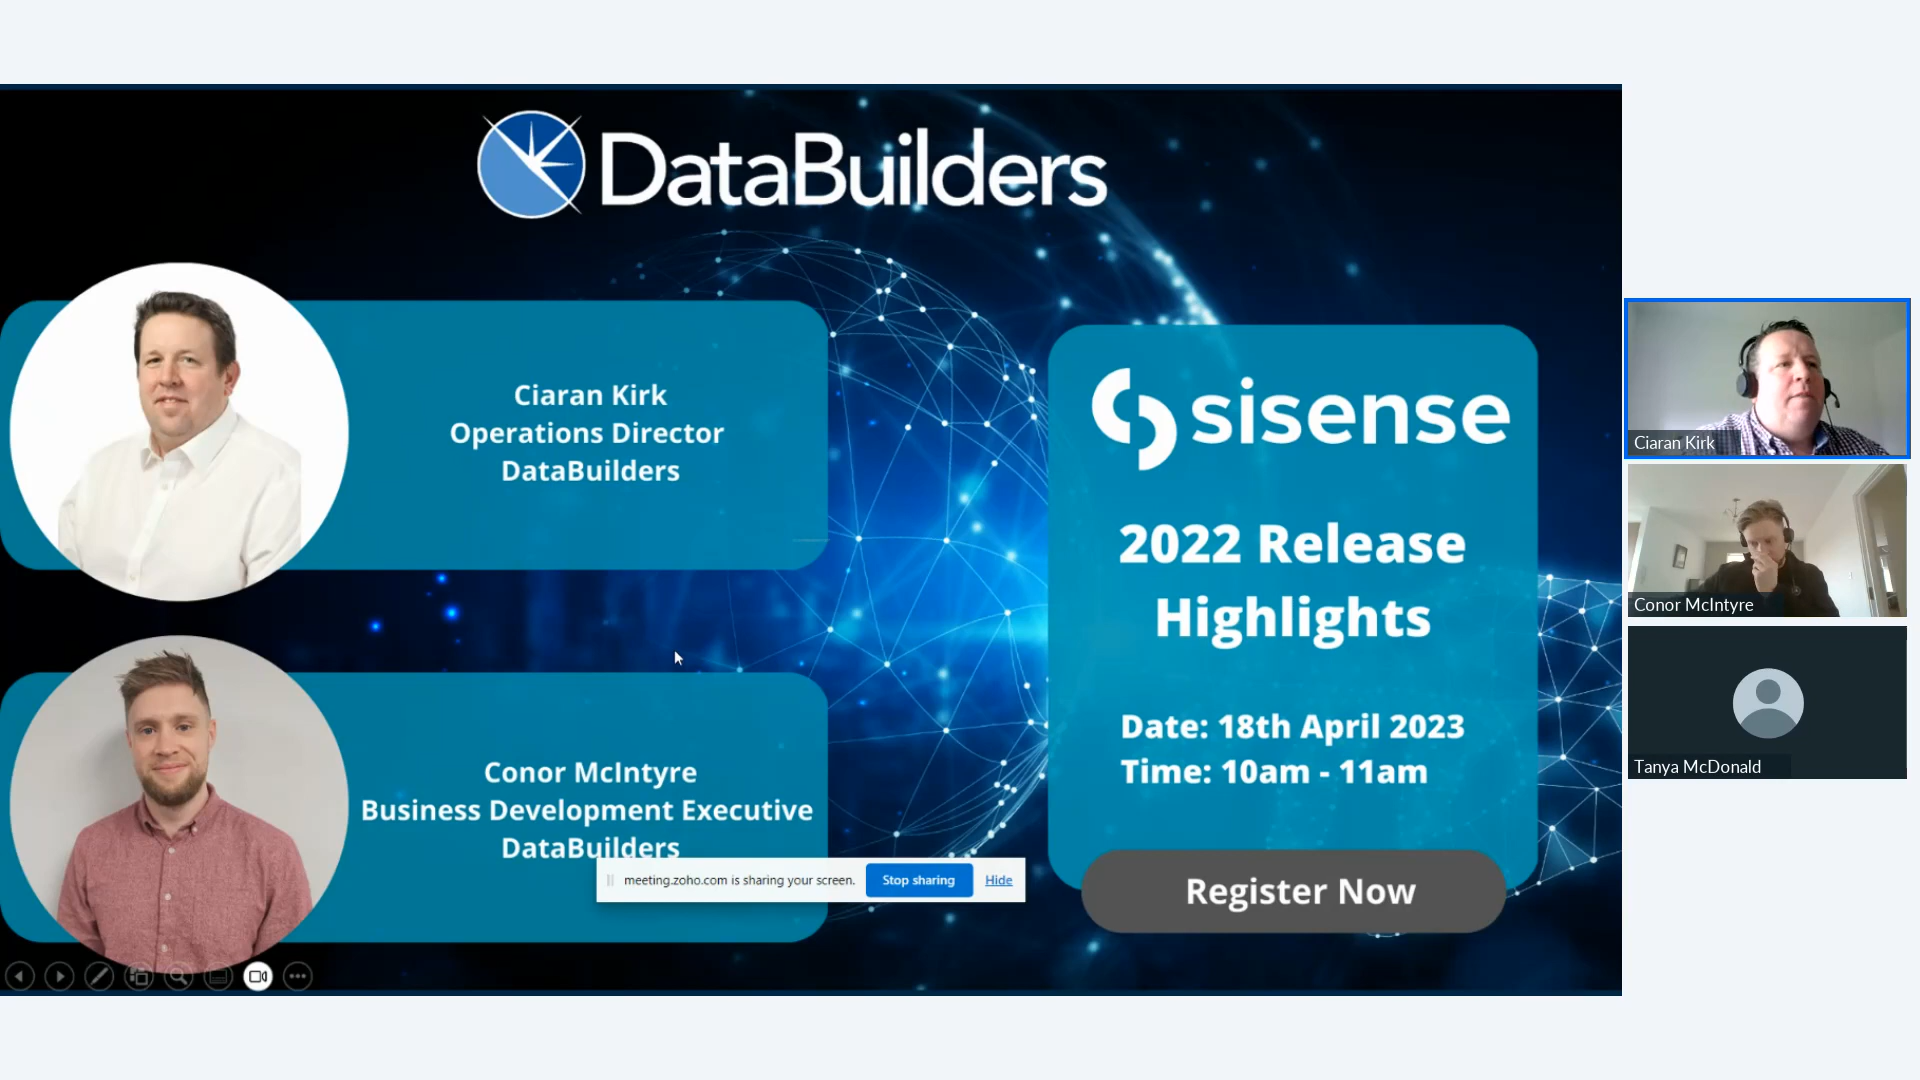 DataBuilders
Ciaran Kirk
Operations Director
DataBuilders
Conor McIntyre
Business Development Executive
DataBuilders
sisense
2022 Release
Highlights
Date: 18th April 2023
Time: 10am - 11am
Register Now
meeting.zoho.com is sharing your screen.
Stop sharing
Hide
Ciaran Kirk
Conor McIntyre
Tanya McDonald